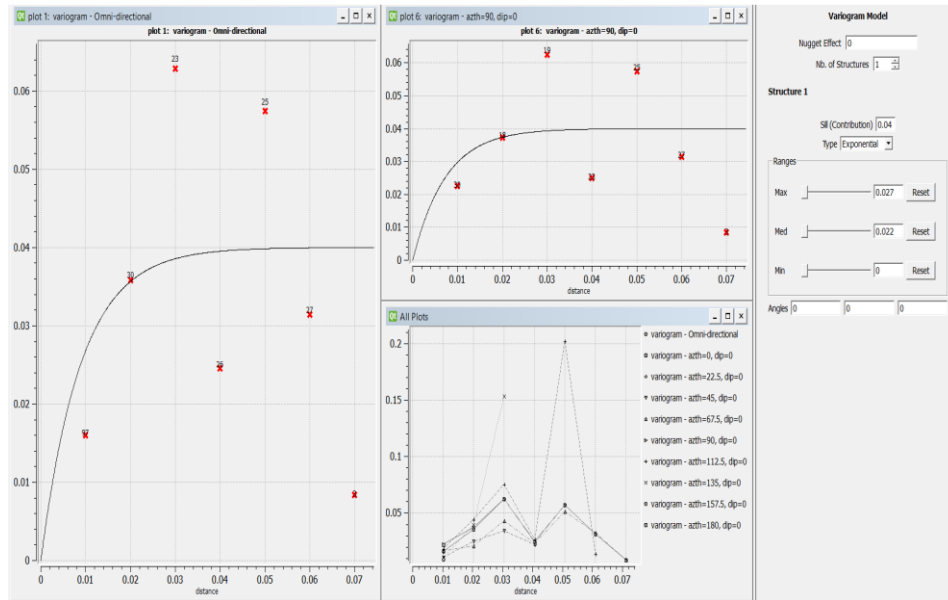 plot 1: variogram - Omni-directional
plot 1: variogram - Omni-directional
0.06
0.05
0.04
0.03
0.02
0.01
0
23
25
30
27
26
97
0
0.01
0.02
0.03
0.04
0.05
0.06
0.07
distance
plot 6: variogram - azth=90, dip=0
plot 6: variogram - azth=90, dip=0
0.06
0.05
0.04
0.03
0.02
0.01
0
19
25
18
27
0
0.01
0.02
0.03
0.04
0.05
0.06
0.07
distance
All Plots
0.2
0.15
0.1
0.05
0
0.01
0.02
0.03
0.04
0.05
0.06
0.07
distance
variogram - Omni-directional
variogram - azth=0, dip=0
variogram - azth=22.5, dip=0
variogram - azth=45, dip=0
variogram - azth=67.5, dip=0
variogram - azth=90, dip=0
variogram - azth=112.5, dip=0
variogram - azth=135, dip=0
variogram - azth=157.5, dip=0
variogram - azth=180, dip=0
Variogram Model
Nugget Effect 0
Nb. of Structures 1
Structure 1
Sill (Contribution) 0.04
Type Exponential
Ranges
Max 0.027 Reset
Med 0.022 Reset
Min 0 Reset
Angles 0 0 0